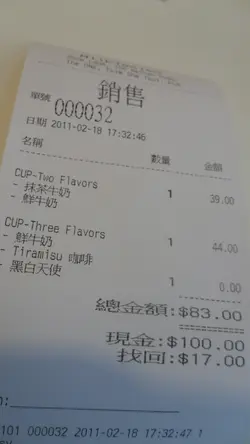 銷售
單號 000032
日期 2011-02-18 17:32:46
名稱 數量 金額
CUP-Two Flavors 1 39.00
- 抹茶牛奶
- 鮮牛奶
CUP-Three Flavors 1 44.00
- 鮮牛奶
- Tiramisu 咖啡
- 黑白天使 1 0.00
總金額:$83.00
現金:$100.00
找回:$17.00
101 000032 2011-02-18 17:32:47 1